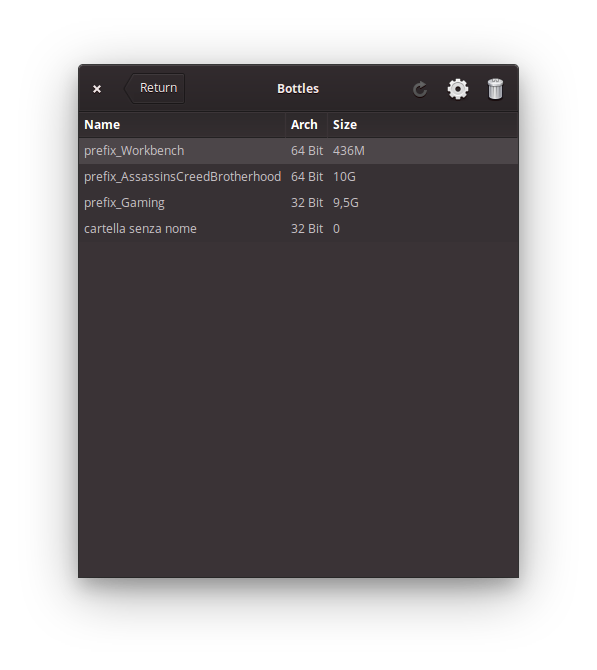 Return Bottles
Name Arch Size
prefix_Workbench 64 Bit 436M
prefix_AssassinsCreedBrotherhood 64 Bit 10G
prefix_Gaming 32 Bit 9,5G
cartella senza nome 32 Bit 0